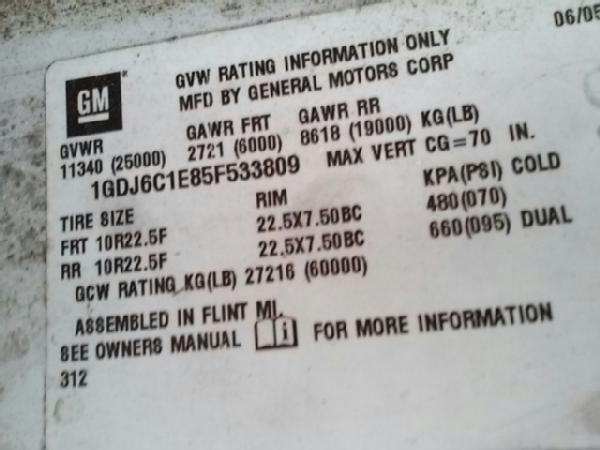 06/05
GM
GVW RATING INFORMATION ONLY
MFD BY GENERAL MOTORS CORP
GVWR GAWR FRT GAWR RR
11340 (25000) 2721 (6000) 8618 (19000) KG(LB)
1GDJ6C1E85F533809 MAX VERT CG=70 IN.
TIRE SIZE RIM KPA(PSI) COLD
FRT 10R22.5F 22.5X7.50BC 480(070)
RR 10R22.5F 22.5X7.50BC 660(095) DUAL
GCW RATING KG(LB) 27216 (60000)
ASSEMBLED IN FLINT MI.
SEE OWNERS MANUAL i FOR MORE INFORMATION
312